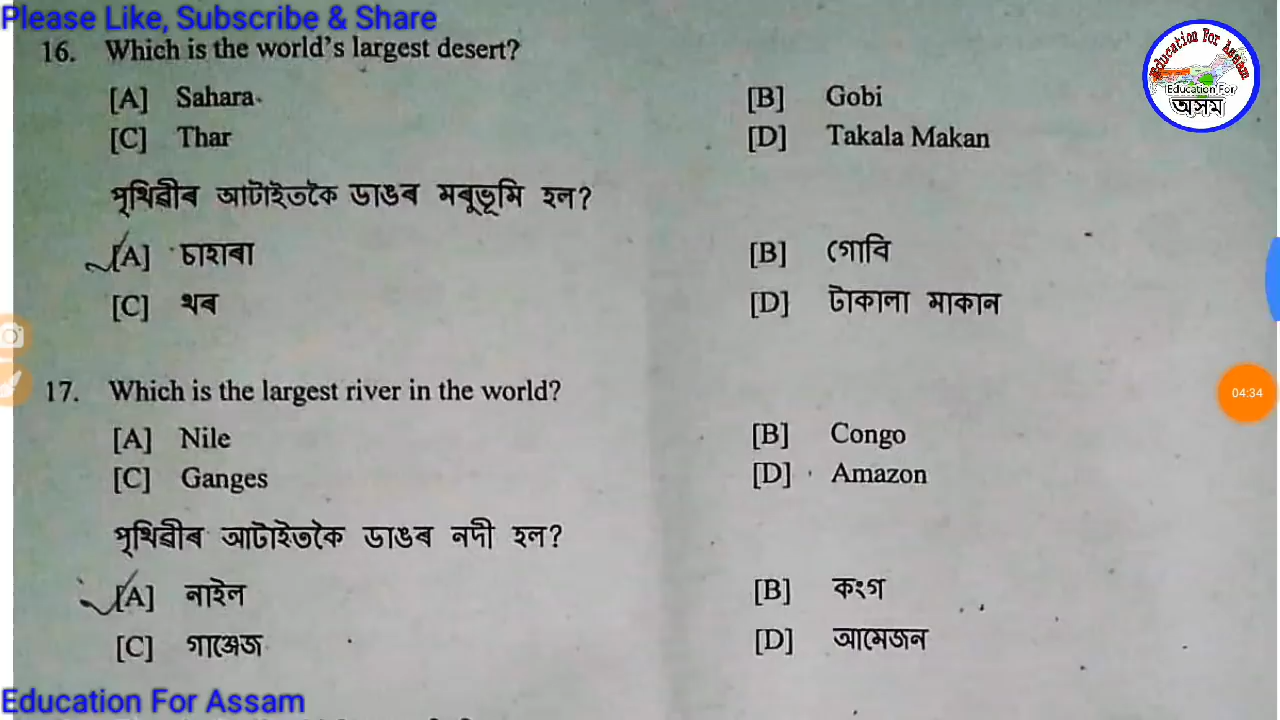 Please Like, Subscribe & Share
16. Which is the world's largest desert?
[A] Sahara [B] Gobi
[C] Thar [D] Takala Makan
পৃথিৱীৰ আটাইতকৈ ডাঙৰ মৰুভূমি হল?
[A] চাহাৰা [B] গোবি
[C] থৰ [D] টাকালা মাকান
17. Which is the largest river in the world?
[A] Nile [B] Congo
[C] Ganges [D] Amazon
পৃথিৱীৰ আটাইতকৈ ডাঙৰ নদী হল?
[A] নাইল [B] কংগ
[C] গাঞ্জেজ [D] আমেজন
Education For Assam
Education For Assam
Education For
অসম
04:34